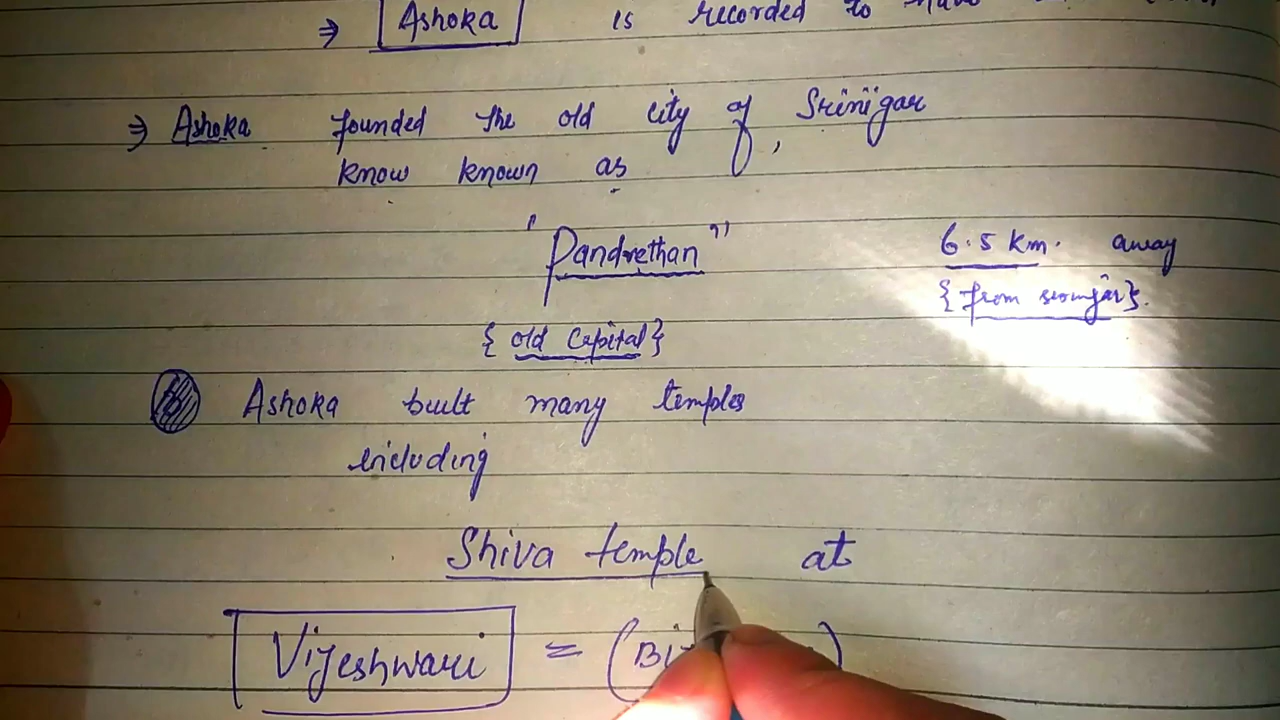 ⇒ Ashoka is recorded to have
⇒ Ashoka founded the old city of Srinigar,
know known as
"Pandrethan" 6.5 km. away
{from
{old Capital}
Ashoka built many temples
including
Shiva temple at
Vijeshwari = (